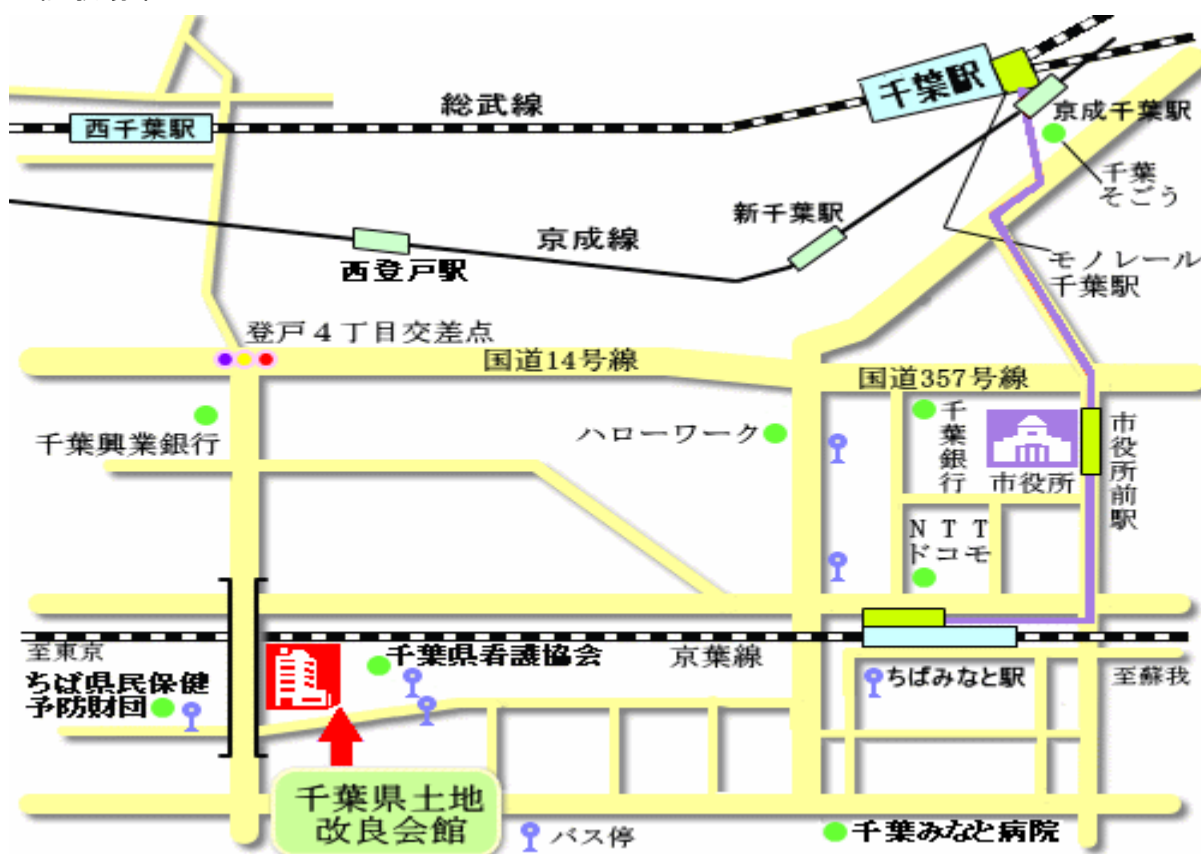 千葉駅
総武線
京成千葉駅
西千葉駅
千葉
そごう
新千葉駅
京成線
西登戸駅
モノレール
千葉駅
登戸4丁目交差点
国道14号線
国道357号線
千葉興業銀行
ハローワーク
千葉銀行
市役所
市役所前駅
NTT
ドコモ
至東京
千葉県看護協会
京葉線
ちばみなと駅
至蘇我
ちば県民保健
予防財団
千葉県土地
改良会館
バス停
千葉みなと病院